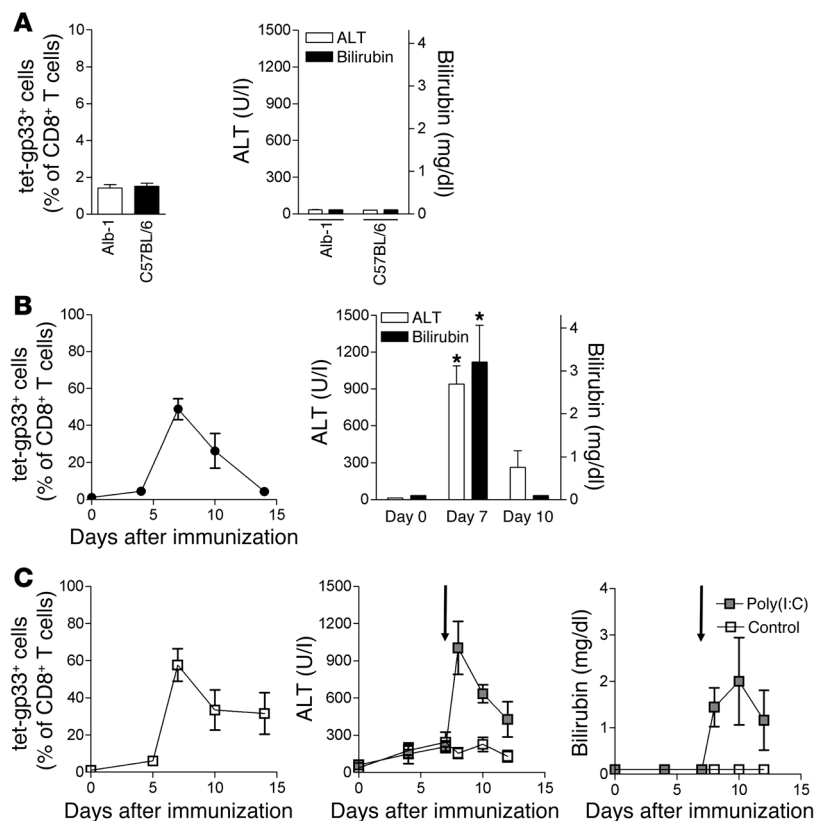 A
tet-gp33⁺ cells
(% of CD8⁺ T cells)
10
8
6
4
2
0
Alb-1
C57BL/6
ALT (U/l)
1500
1200
900
600
300
0
ALT
Bilirubin
Alb-1
C57BL/6
4
3
2
1
0
Bilirubin (mg/dl)
B
tet-gp33⁺ cells
(% of CD8⁺ T cells)
100
80
60
40
20
0
0 5 10 15
Days after immunization
ALT (U/l)
1500
1200
900
600
300
0
ALT
Bilirubin
* *
Day 0 Day 7 Day 10
4
3
2
1
0
Bilirubin (mg/dl)
C
tet-gp33⁺ cells
(% of CD8⁺ T cells)
100
80
60
40
20
0
0 5 10 15
Days after immunization
ALT (U/l)
1500
1200
900
600
300
0
0 5 10 15
Days after immunization
Bilirubin (mg/dl)
4
3
2
1
0
Poly(I:C)
Control
0 5 10 15
Days after immunization